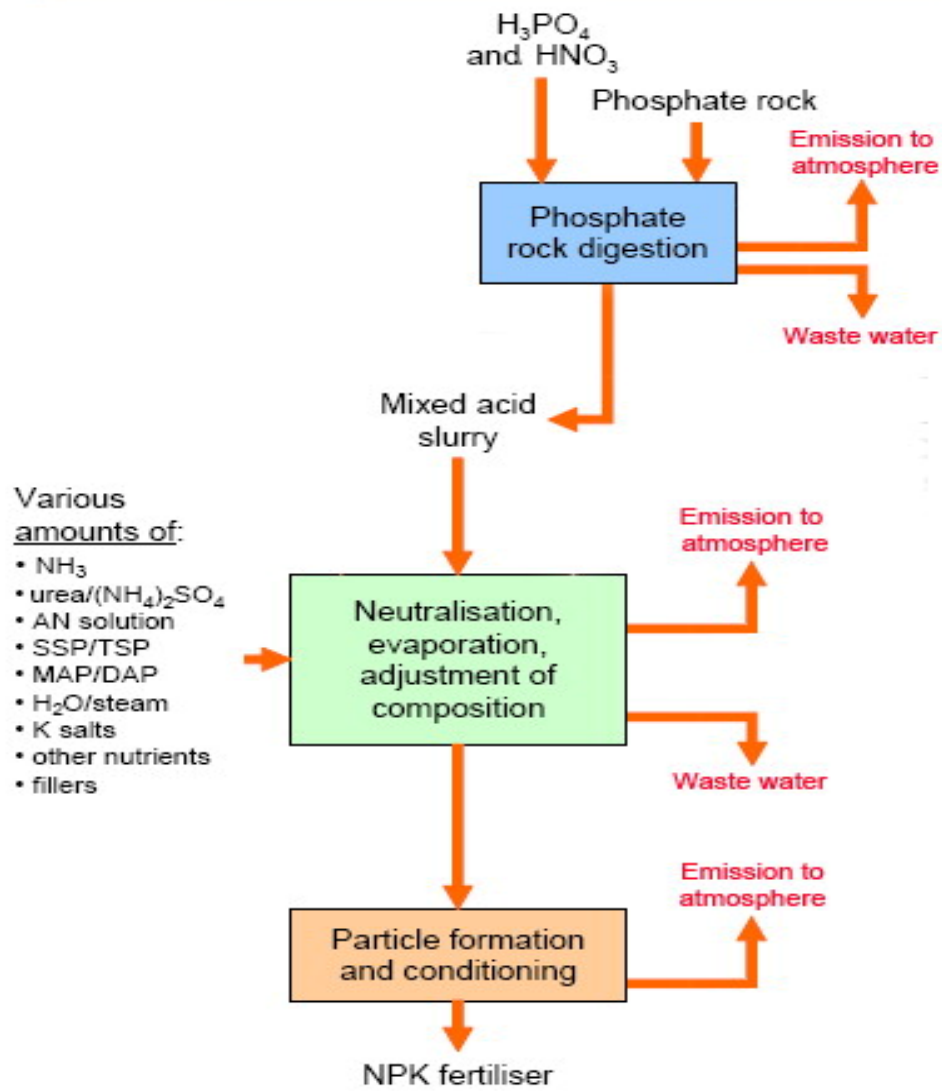 H₃PO₄
and HNO₃
Phosphate rock
Emission to
atmosphere
Phosphate
rock digestion
Waste water
Mixed acid
slurry
Various
amounts of:
• NH₃
• urea/(NH₄)₂SO₄
• AN solution
• SSP/TSP
• MAP/DAP
• H₂O/steam
• K salts
• other nutrients
• fillers
Emission to
atmosphere
Neutralisation,
evaporation,
adjustment of
composition
Waste water
Emission to
atmosphere
Particle formation
and conditioning
NPK fertiliser